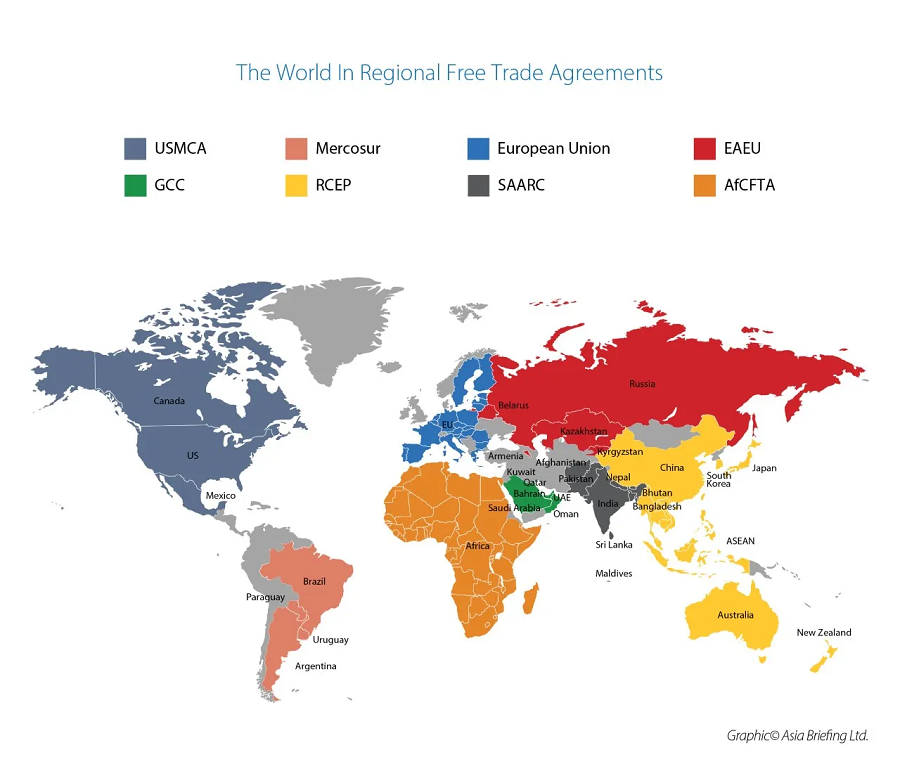 The World In Regional Free Trade Agreements
USMCA
Mercosur
European Union
EAEU
GCC
RCEP
SAARC
AfCFTA
Canada
US
Mexico
Brazil
Paraguay
Uruguay
Argentina
EU
Belarus
Russia
Kazakhstan
Kyrgyzstan
Armenia
Afghanistan
Kuwait
Qatar
Bahrain
UAE
Saudi Arabia
Oman
Pakistan
Nepal
India
Bhutan
Bangladesh
Sri Lanka
Maldives
China
South
Korea
Japan
ASEAN
Africa
Australia
New Zealand
Graphic© Asia Briefing Ltd.